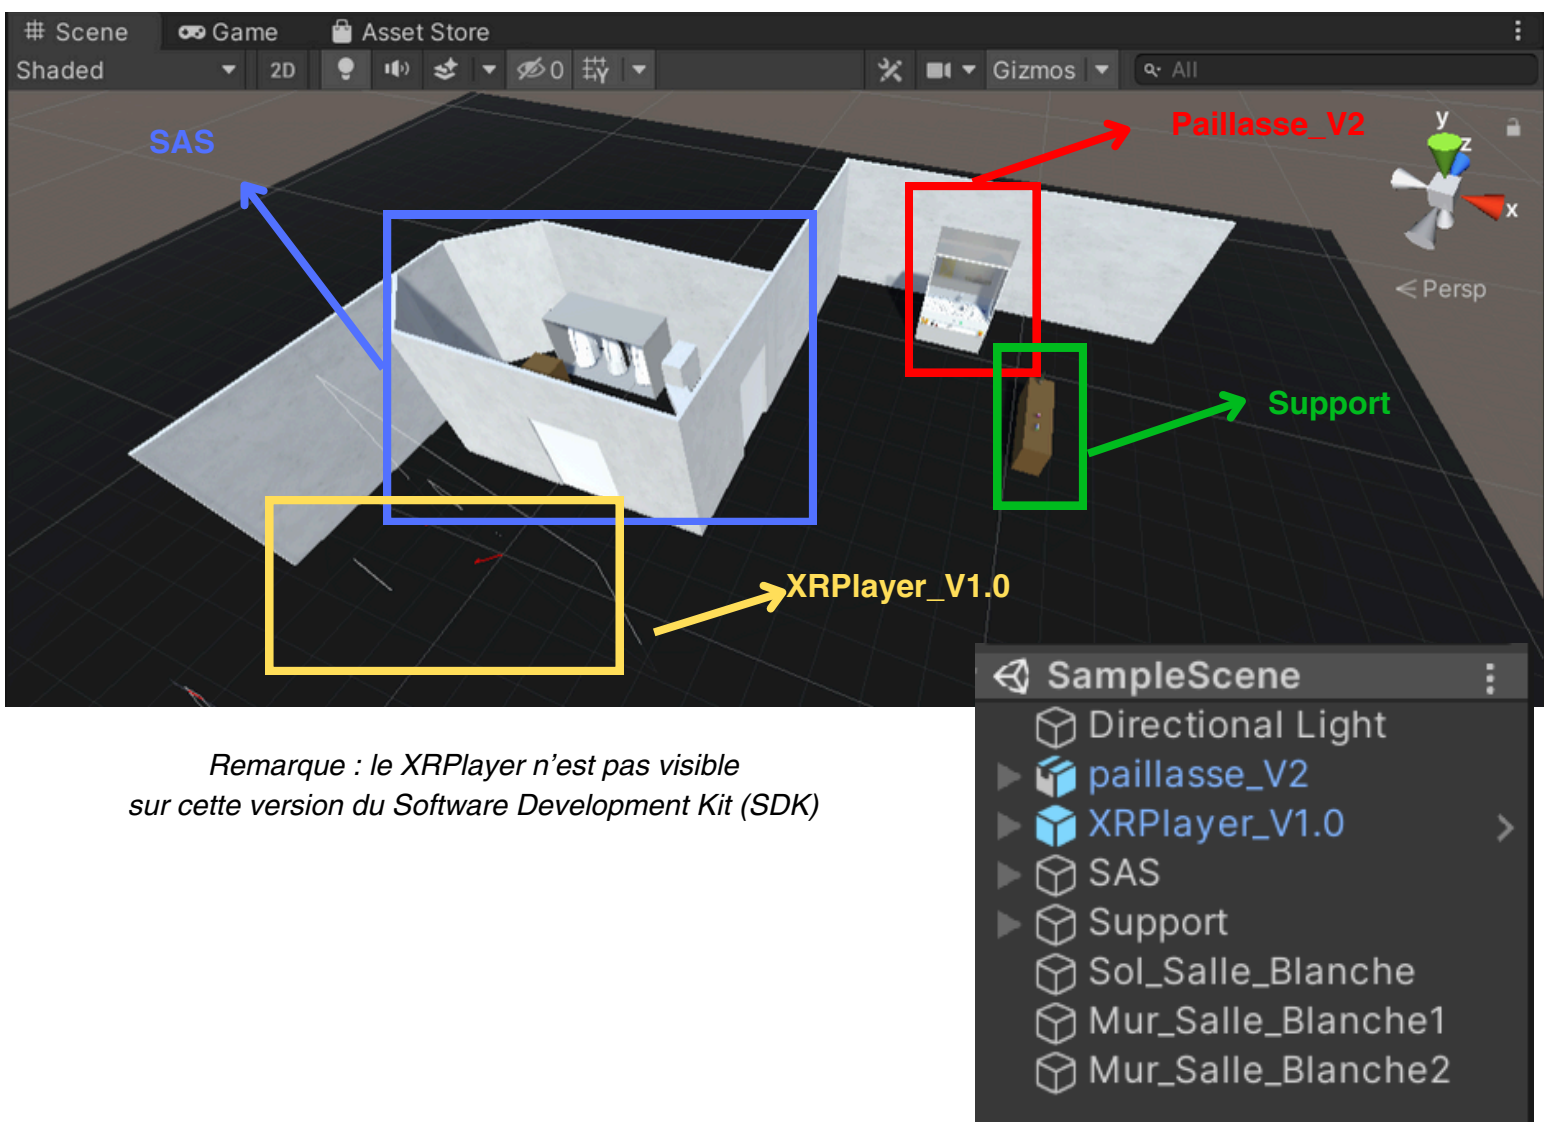 Scene Game Asset Store
Shaded 2D 0 Gizmos All
SAS
Paillasse_V2
y
z
x
Persp
Support
XRPlayer_V1.0
Remarque : le XRPlayer n'est pas visible
sur cette version du Software Development Kit (SDK)
SampleScene
Directional Light
paillasse_V2
XRPlayer_V1.0
SAS
Support
Sol_Salle_Blanche
Mur_Salle_Blanche1
Mur_Salle_Blanche2